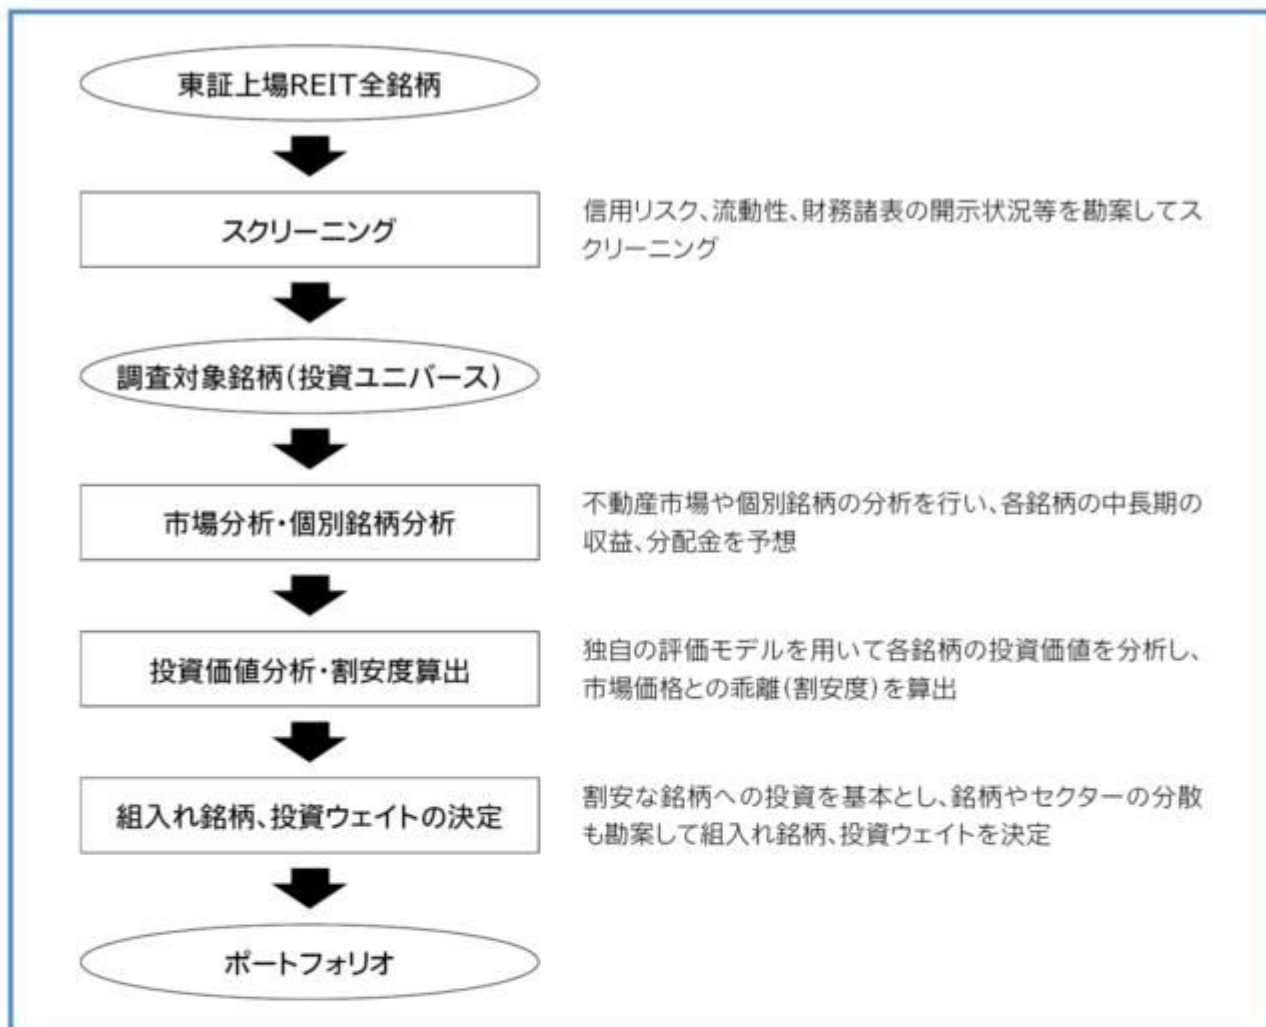 東証上場REIT全銘柄
スクリーニング
信用リスク、流動性、財務諸表の開示状況等を勘案してス
クリーニング
調査対象銘柄(投資ユニバース)
市場分析・個別銘柄分析
不動産市場や個別銘柄の分析を行い、各銘柄の中長期の
収益、分配金を予想
投資価値分析・割安度算出
独自の評価モデルを用いて各銘柄の投資価値を分析し、
市場価格との乖離(割安度)を算出
組入れ銘柄、投資ウェイトの決定
割安な銘柄への投資を基本とし、銘柄やセクターの分散
も勘案して組入れ銘柄、投資ウェイトを決定
ポートフォリオ